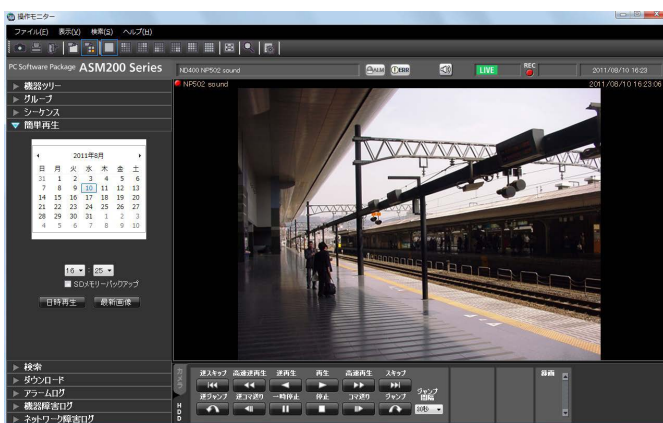 操作モニター
ファイル(F) 表示(V) 検索(S) ヘルプ(H)
PC Software Package ASM200 Series
ND400 NP502 sound
ALM ERR LIVE REC 2011/08/10 16:23
機器ツリー
グループ
シーケンス
簡単再生
NP502 sound 2011/08/10 16:23:06
2011年8月
日 月 火 水 木 金 土
31 1 2 3 4 5 6
7 8 9 10 11 12 13
14 15 16 17 18 19 20
21 22 23 24 25 26 27
28 29 30 31 1 2 3
4 5 6 7 8 9 10
16 : 25
SDメモリーバックアップ
日時再生 最新画像
検索
ダウンロード
アラームログ
機器障害ログ
ネットワーク障害ログ
カメラ
HDD
逆スキップ 高速逆再生 逆再生 再生 高速再生 スキップ
逆ジャンプ 逆コマ送り 一時停止 停止 コマ送り ジャンプ
ジャンプ間隔
30秒
録画